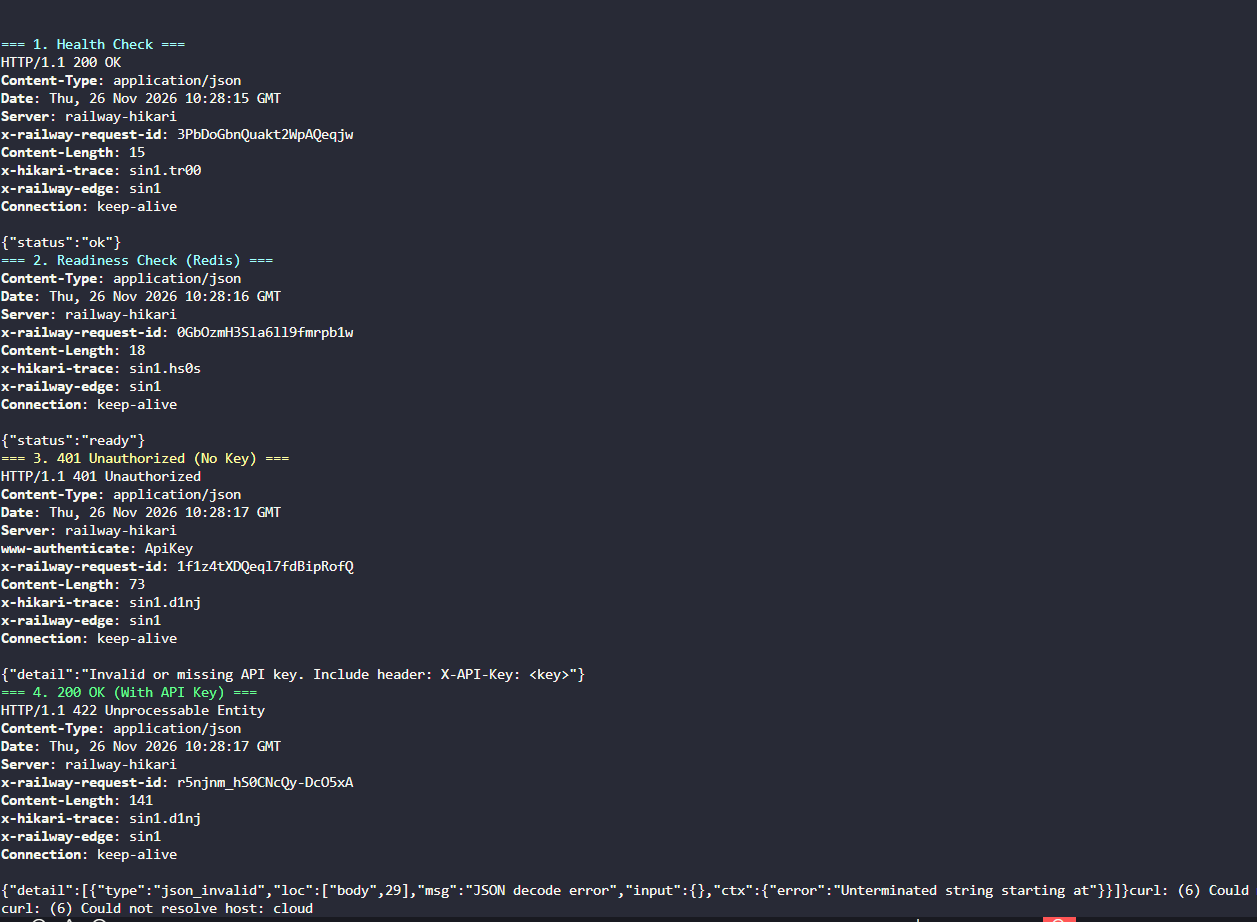 === 1. Health Check ===
HTTP/1.1 200 OK
Content-Type: application/json
Date: Thu, 26 Nov 2026 10:28:15 GMT
Server: railway-hikari
x-railway-request-id: 3PbDoGbnQuakt2WpAQeqjw
Content-Length: 15
x-hikari-trace: sin1.tr00
x-railway-edge: sin1
Connection: keep-alive
{"status":"ok"}
=== 2. Readiness Check (Redis) ===
Content-Type: application/json
Date: Thu, 26 Nov 2026 10:28:16 GMT
Server: railway-hikari
x-railway-request-id: 0GbOzmH3Sla6ll9fmrpb1w
Content-Length: 18
x-hikari-trace: sin1.hs0s
x-railway-edge: sin1
Connection: keep-alive
{"status":"ready"}
=== 3. 401 Unauthorized (No Key) ===
HTTP/1.1 401 Unauthorized
Content-Type: application/json
Date: Thu, 26 Nov 2026 10:28:17 GMT
Server: railway-hikari
www-authenticate: ApiKey
x-railway-request-id: 1f1z4tXDQeql7fdBipRofQ
Content-Length: 73
x-hikari-trace: sin1.d1nj
x-railway-edge: sin1
Connection: keep-alive
{"detail":"Invalid or missing API key. Include header: X-API-Key: <key>"}
=== 4. 200 OK (With API Key) ===
HTTP/1.1 422 Unprocessable Entity
Content-Type: application/json
Date: Thu, 26 Nov 2026 10:28:17 GMT
Server: railway-hikari
x-railway-request-id: r5njnm_hS0CNcQy-DcO5xA
Content-Length: 141
x-hikari-trace: sin1.d1nj
x-railway-edge: sin1
Connection: keep-alive
{"detail":[{"type":"json_invalid","loc":["body",29],"msg":"JSON decode error","input":{},"ctx":{"error":"Unterminated string starting at"}}]}curl: (6) Could
curl: (6) Could not resolve host: cloud